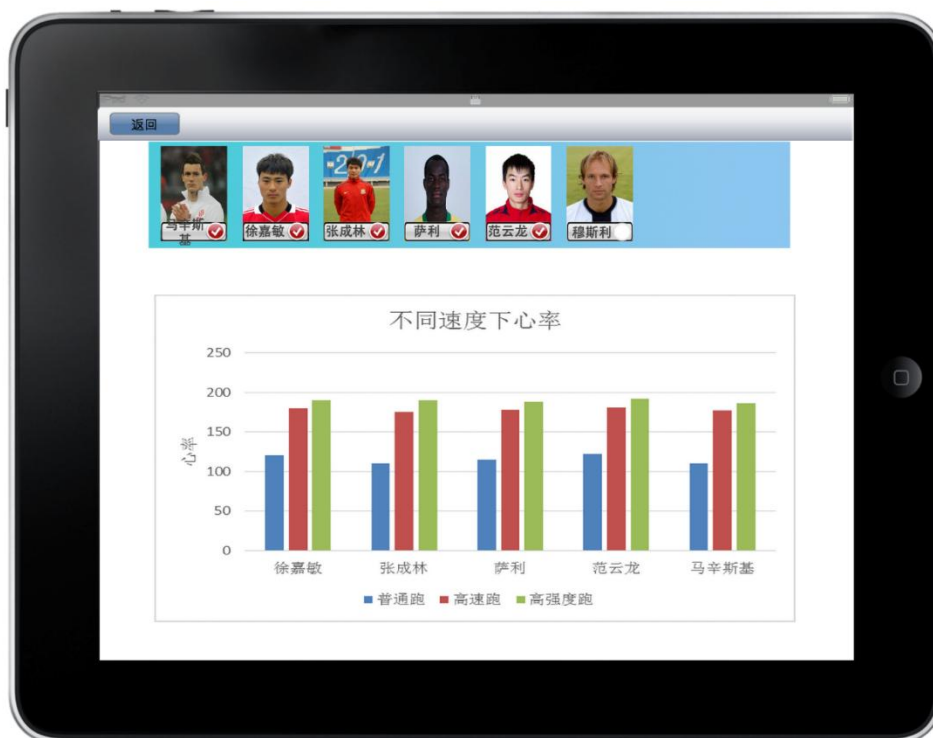 返回
马辛斯
基
徐嘉敏
张成林
萨利
范云龙
穆斯利
不同速度下心率
心率
250
200
150
100
50
0
徐嘉敏 张成林 萨利 范云龙 马辛斯基
普通跑 高速跑 高强度跑